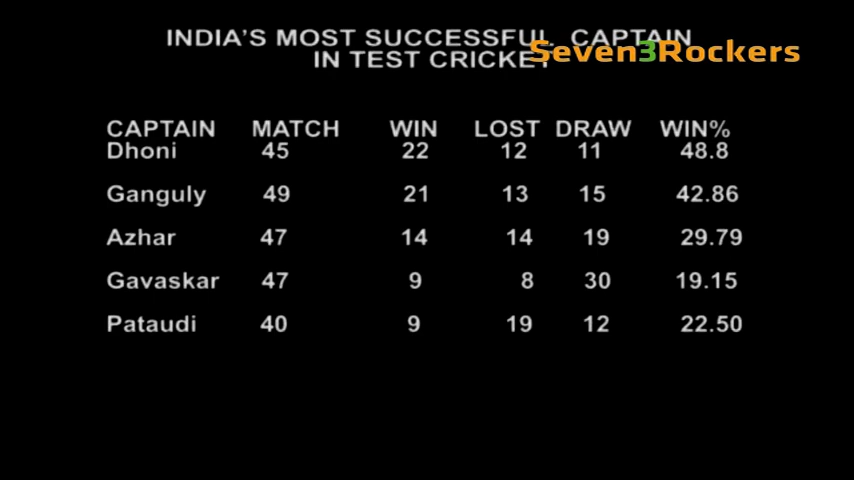 INDIA'S MOST SUCCESSFUL CAPTAIN
IN TEST CRICKET
Seven3Rockers
CAPTAIN MATCH WIN LOST DRAW WIN%
Dhoni 45 22 12 11 48.8
Ganguly 49 21 13 15 42.86
Azhar 47 14 14 19 29.79
Gavaskar 47 9 8 30 19.15
Pataudi 40 9 19 12 22.50